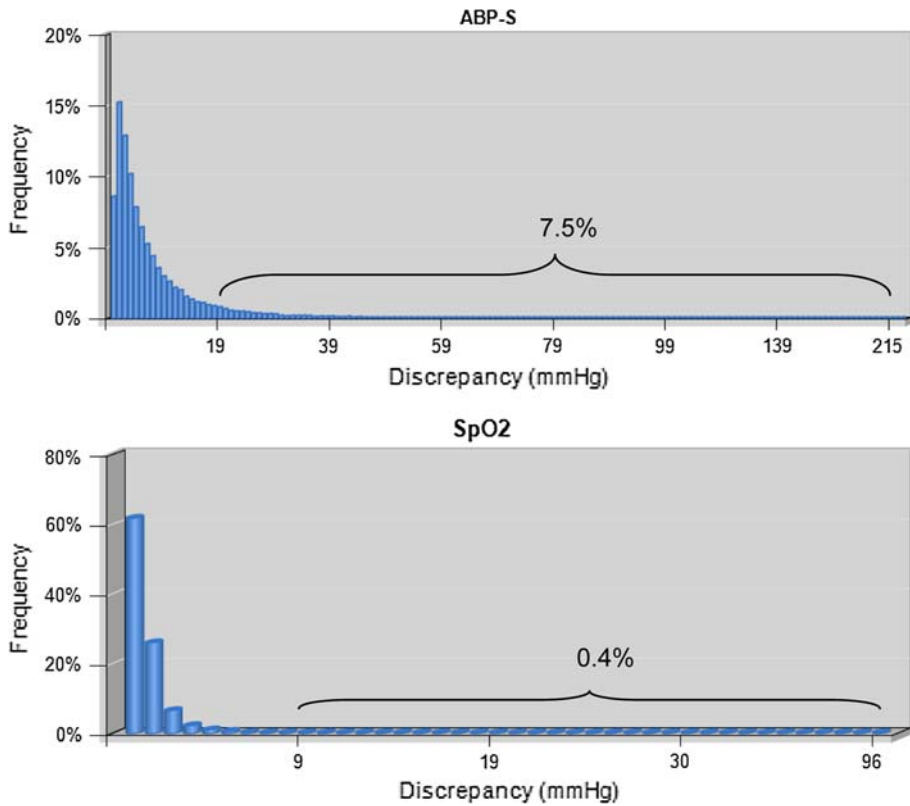 ABP-S
20%
15%
10%
5%
0%
Frequency
7.5%
19 39 59 79 99 139 215
Discrepancy (mmHg)
SpO2
80%
60%
40%
20%
0%
Frequency
0.4%
9 19 30 96
Discrepancy (mmHg)